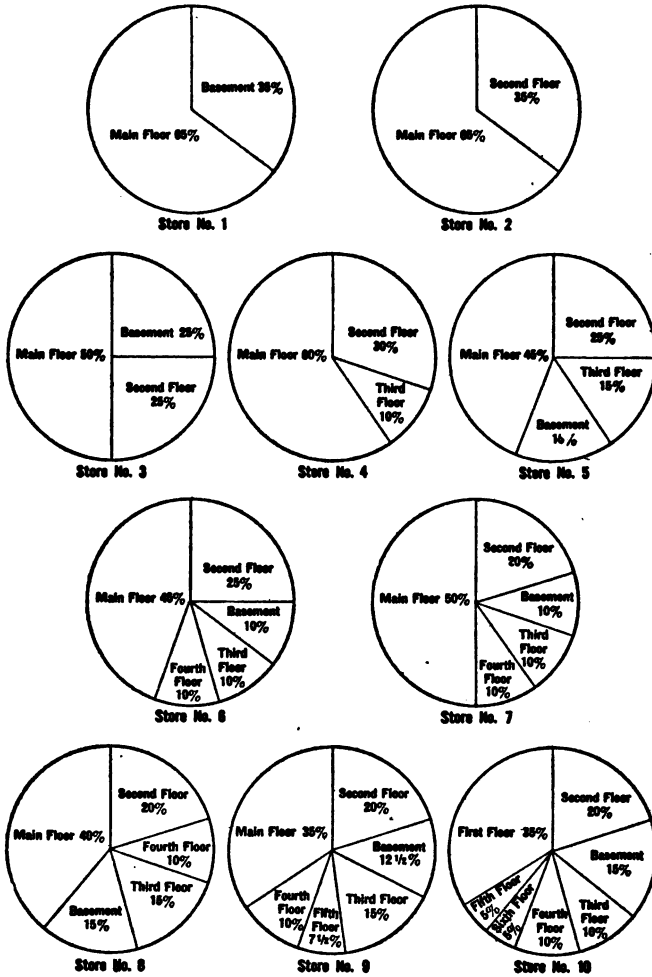 Basement 35%
Main Floor 65%
Store No. 1
Second Floor
35%
Main Floor 65%
Store No. 2
Main Floor 50%
Basement 25%
Second Floor
25%
Store No. 3
Main Floor 60%
Second Floor
30%
Third
Floor
10%
Store No. 4
Main Floor 45%
Second Floor
25%
Third Floor
15%
Basement
15%
Store No. 5
Main Floor 45%
Second Floor
25%
Basement
10%
Third
Floor
10%
Fourth
Floor
10%
Store No. 6
Main Floor 50%
Second Floor
20%
Basement
10%
Third
Floor
10%
Fourth
Floor
10%
Store No. 7
Main Floor 40%
Second Floor
20%
Fourth Floor
10%
Third Floor
15%
Basement
15%
Store No. 8
Main Floor 35%
Second Floor
20%
Basement
12 1/2%
Third Floor
15%
Fifth
Floor
7 1/2%
Fourth
Floor
10%
Store No. 9
First Floor 35%
Second Floor
20%
Basement
15%
Third
Floor
10%
Fourth
Floor
10%
Sixth Floor
5%
Fifth Floor
5%
Store No. 10